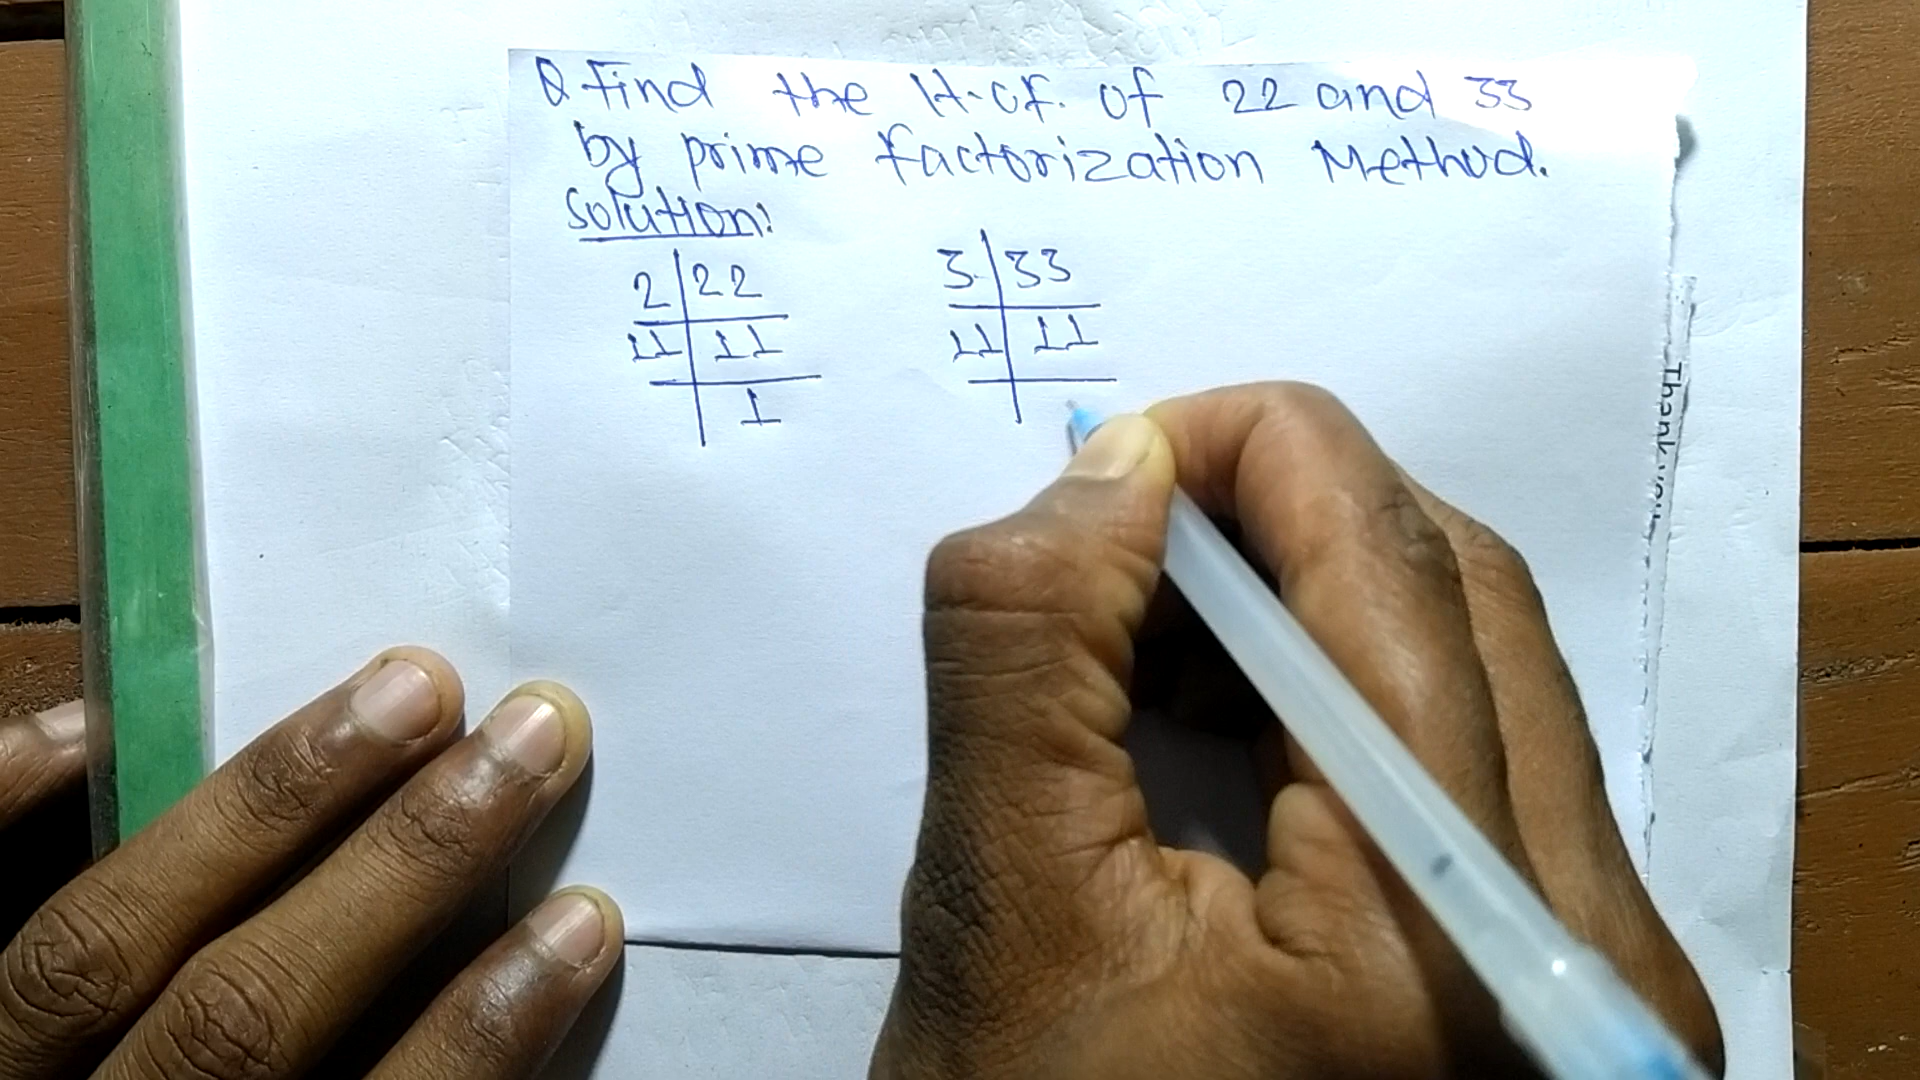 Q Find the H.C.F. of 22 and 33
by prime factorization Method.
Solution:
2 | 22
11 | 11
1
3 | 33
11 | 11
Thank you